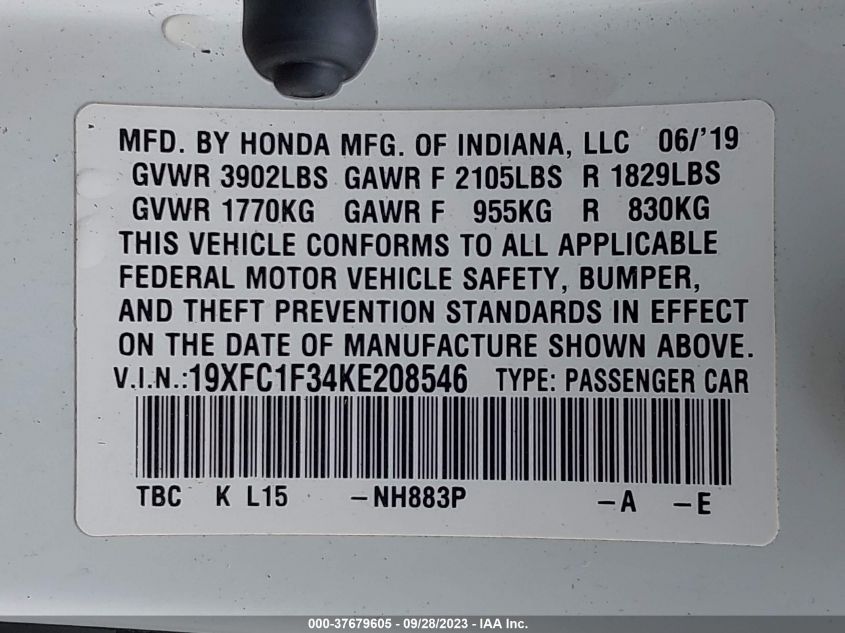 MFD. BY HONDA MFG. OF INDIANA, LLC 06/'19
GVWR 3902LBS GAWR F 2105LBS R 1829LBS
GVWR 1770KG GAWR F 955KG R 830KG
THIS VEHICLE CONFORMS TO ALL APPLICABLE
FEDERAL MOTOR VEHICLE SAFETY, BUMPER,
AND THEFT PREVENTION STANDARDS IN EFFECT
ON THE DATE OF MANUFACTURE SHOWN ABOVE.
V.I.N.:19XFC1F34KE208546 TYPE: PASSENGER CAR
TBC K L15 -NH883P -A -E
000-37679605 - 09/28/2023 - IAA Inc.